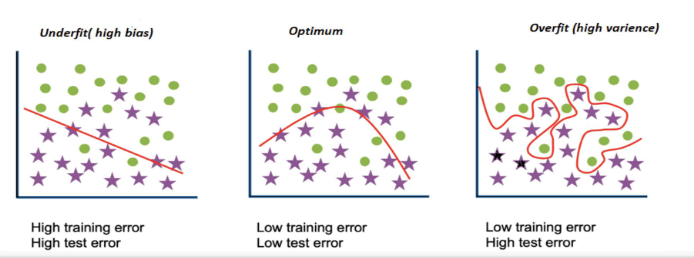 Underfit( high bias)
Optimum
Overfit (high varience)
High training error
High test error
Low training error
Low test error
Low training error
High test error